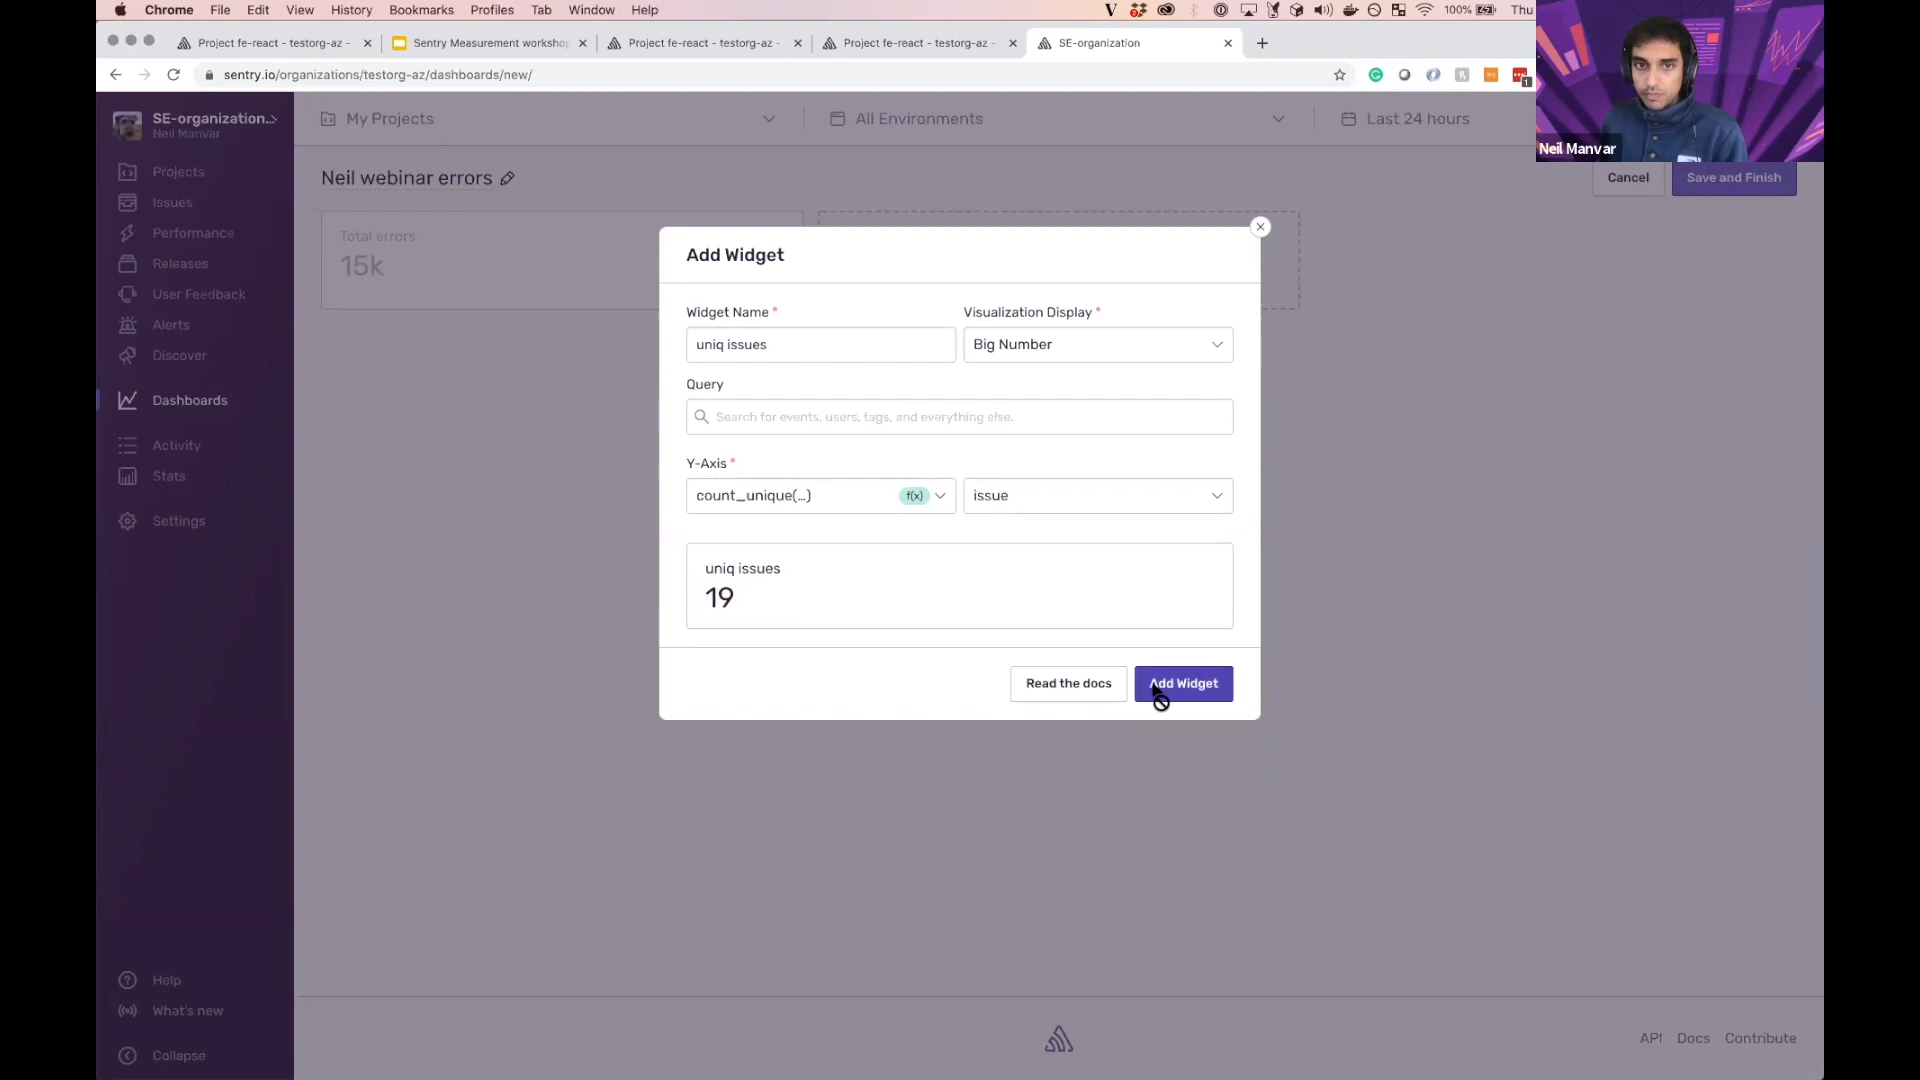 Chrome File Edit View History Bookmarks Profiles Tab Window Help
100% Thu
Project fe-react - testorg-az -
Sentry Measurement workshop
Project fe-react - testorg-az -
Project fe-react - testorg-az -
SE-organization
sentry.io/organizations/testorg-az/dashboards/new/
Neil Manvar
SE-organization...
Neil Manvar
Projects
Issues
Performance
Releases
User Feedback
Alerts
Discover
Dashboards
Activity
Stats
Settings
Help
What's new
Collapse
My Projects
All Environments
Last 24 hours
Neil webinar errors
Cancel
Save and Finish
Total errors
15k
Add Widget
Widget Name *
Visualization Display *
uniq issues
Big Number
Query
Search for events, users, tags, and everything else.
Y-Axis *
count_unique(...)
f(x)
issue
uniq issues
19
Read the docs
Add Widget
API Docs Contribute